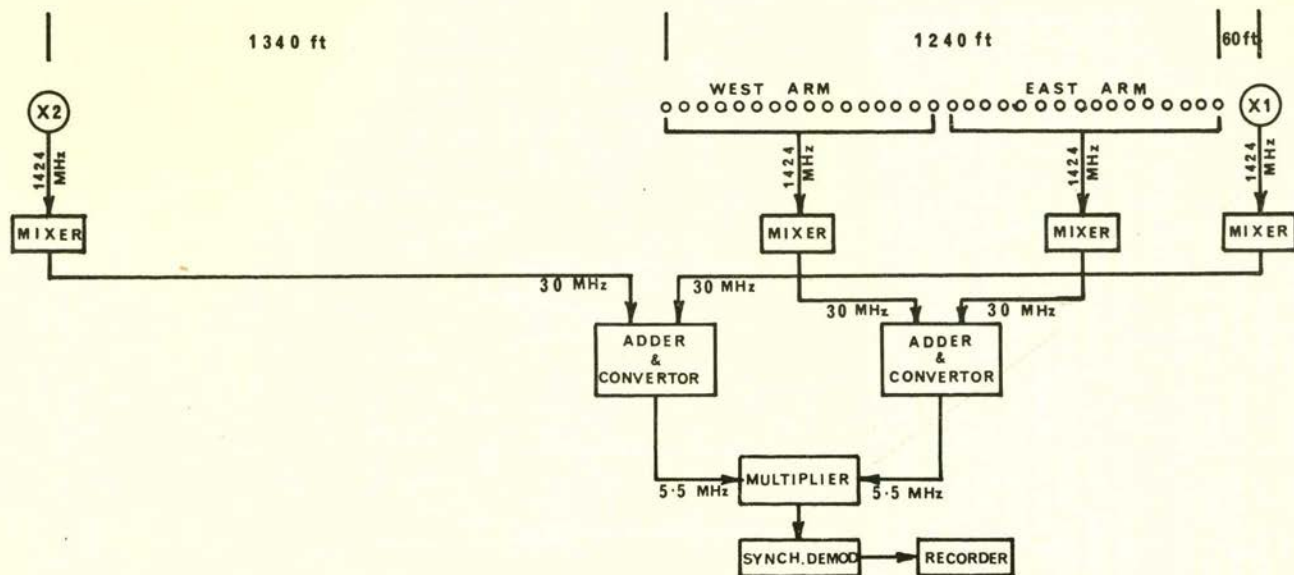 1340 ft
1240 ft
60 ft
WEST ARM
EAST ARM
X2
X1
1424
MHz
1424
MHz
1424
MHz
1424
MHz
MIXER
MIXER
MIXER
MIXER
30 MHz
30 MHz
30 MHz
30 MHz
ADDER
&
CONVERTOR
ADDER
&
CONVERTOR
5·5 MHz
MULTIPLIER
5·5 MHz
SYNCH. DEMOD
RECORDER